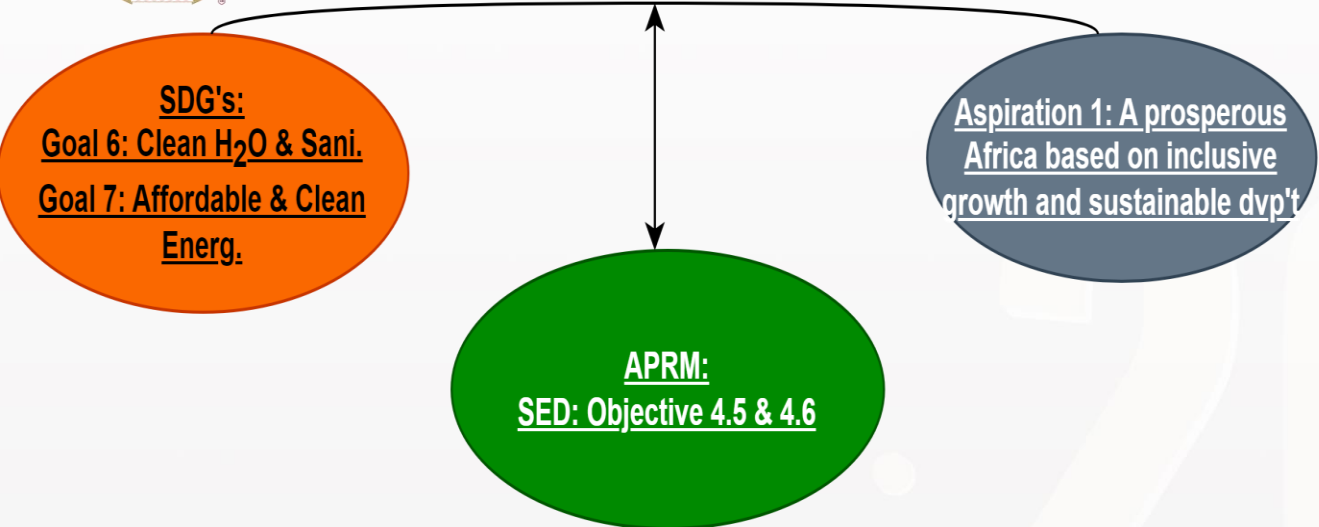 SDG's:
Goal 6: Clean H₂O & Sani.
Goal 7: Affordable & Clean
Energ.
Aspiration 1: A prosperous
Africa based on inclusive
growth and sustainable dvp't
APRM:
SED: Objective 4.5 & 4.6